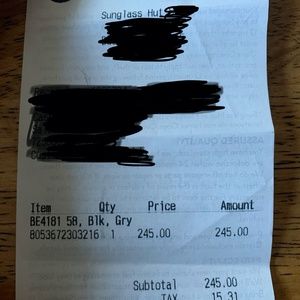 Sunglass Hut
Item Qty Price Amount
BE4181 58, Blk, Gry
8053672303216 1 245.00 245.00
Subtotal 245.00
TAX 15.31